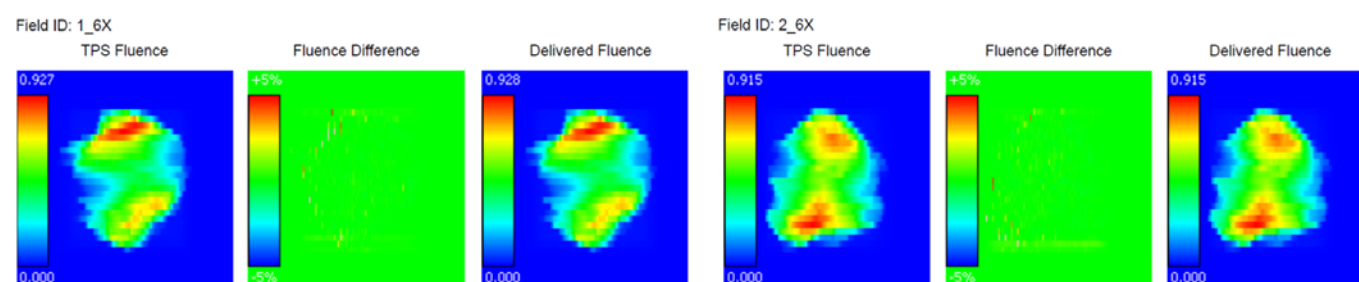 Field ID: 1_6X
TPS Fluence Fluence Difference Delivered Fluence
0.927 +5% 0.928
0.000 -5% 0.000
Field ID: 2_6X
TPS Fluence Fluence Difference Delivered Fluence
0.915 +5% 0.915
0.000 -5% 0.000